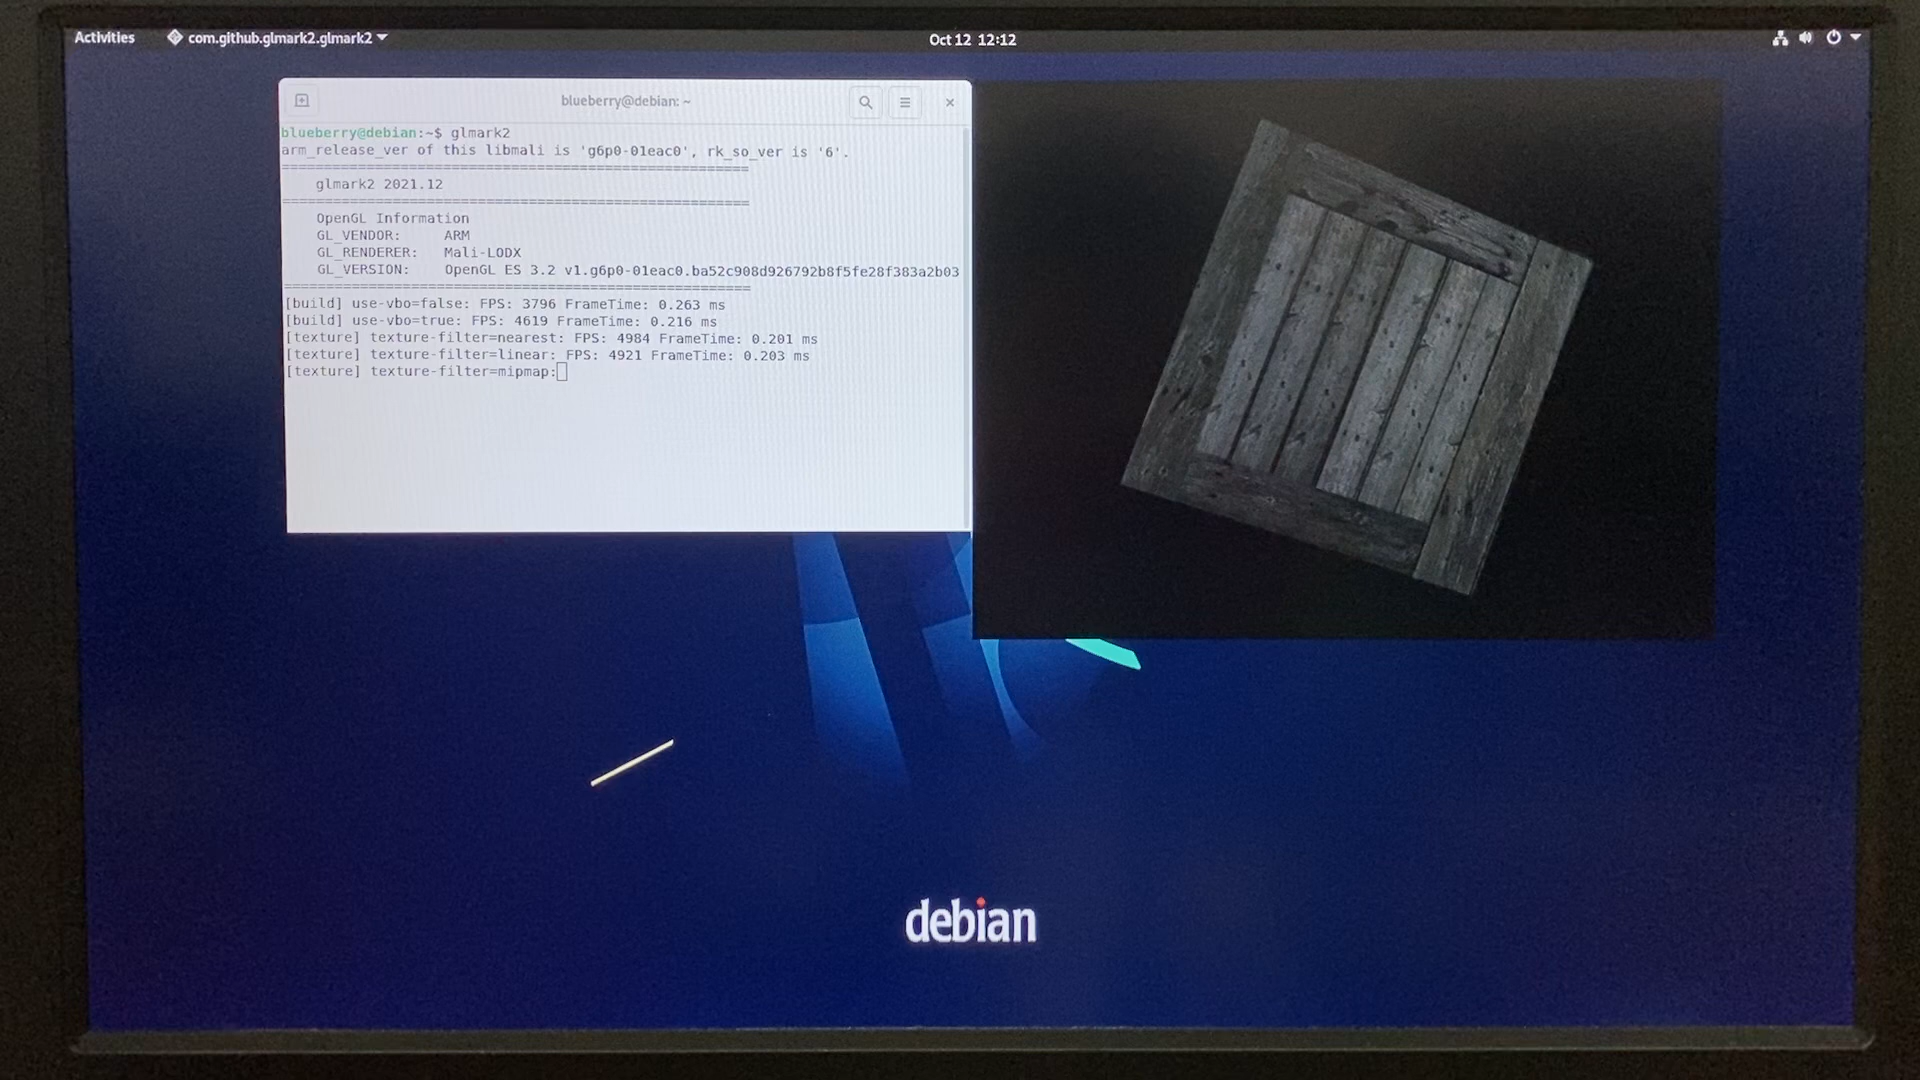 Activities com.github.glmark2.glmark2 Oct 12 12:12
blueberry@debian: ~
blueberry@debian:~$ glmark2
arm_release_ver of this libmali is 'g6p0-01eac0', rk_so_ver is '6'.
=======================================================
glmark2 2021.12
=======================================================
OpenGL Information
GL_VENDOR: ARM
GL_RENDERER: Mali-LODX
GL_VERSION: OpenGL ES 3.2 v1.g6p0-01eac0.ba52c908d926792b8f5fe28f383a2b03
=======================================================
[build] use-vbo=false: FPS: 3796 FrameTime: 0.263 ms
[build] use-vbo=true: FPS: 4619 FrameTime: 0.216 ms
[texture] texture-filter=nearest: FPS: 4984 FrameTime: 0.201 ms
[texture] texture-filter=linear: FPS: 4921 FrameTime: 0.203 ms
[texture] texture-filter=mipmap:
debian